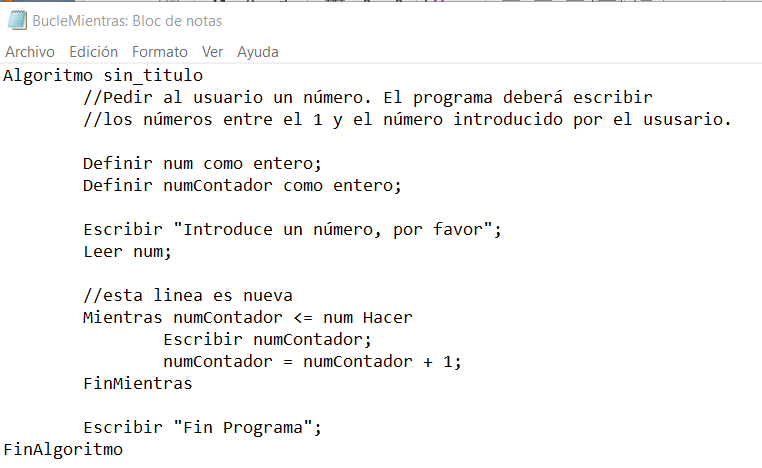 BucleMientras: Bloc de notas
Archivo Edición Formato Ver Ayuda
Algoritmo sin_titulo
//Pedir al usuario un número. El programa deberá escribir
//los números entre el 1 y el número introducido por el ususario.
Definir num como entero;
Definir numContador como entero;
Escribir "Introduce un número, por favor";
Leer num;
//esta linea es nueva
Mientras numContador <= num Hacer
Escribir numContador;
numContador = numContador + 1;
FinMientras
Escribir "Fin Programa";
FinAlgoritmo